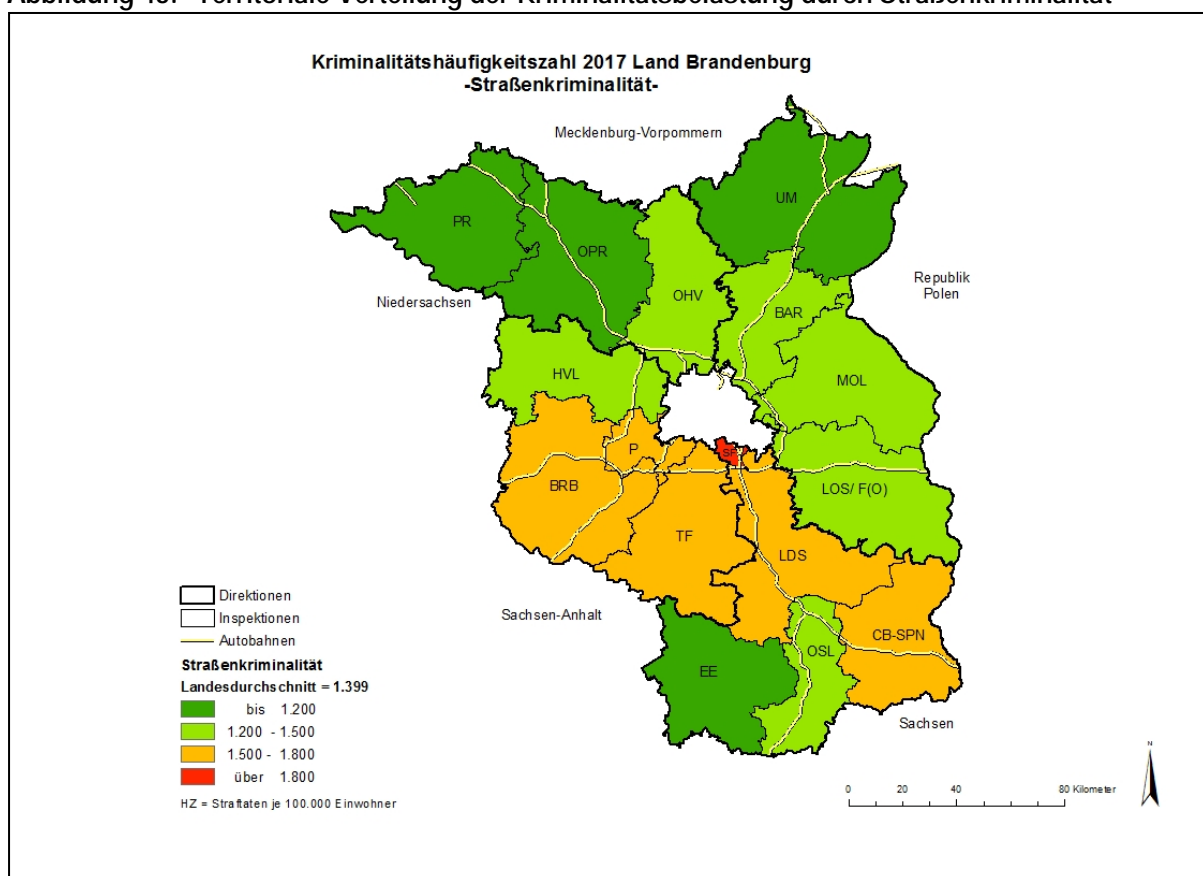 Abbildung 43: Territoriale Verteilung der Kriminalitätsbelastung durch Straßenkriminalität
Kriminalitätshäufigkeitszahl 2017 Land Brandenburg
-Straßenkriminalität-
Mecklenburg-Vorpommern
UM
PR
OPR
Republik
Polen
Niedersachsen
OHV
BAR
HVL
MOL
SF
P
BRB
LOS/ F(O)
TF
LDS
Direktionen
Inspektionen
Autobahnen
Sachsen-Anhalt
CB-SPN
OSL
EE
Straßenkriminalität
Landesdurchschnitt = 1.399
bis 1.200
1.200 - 1.500
1.500 - 1.800
über 1.800
Sachsen
HZ = Straftaten je 100.000 Einwohner
N
0 20 40 80 Kilometer